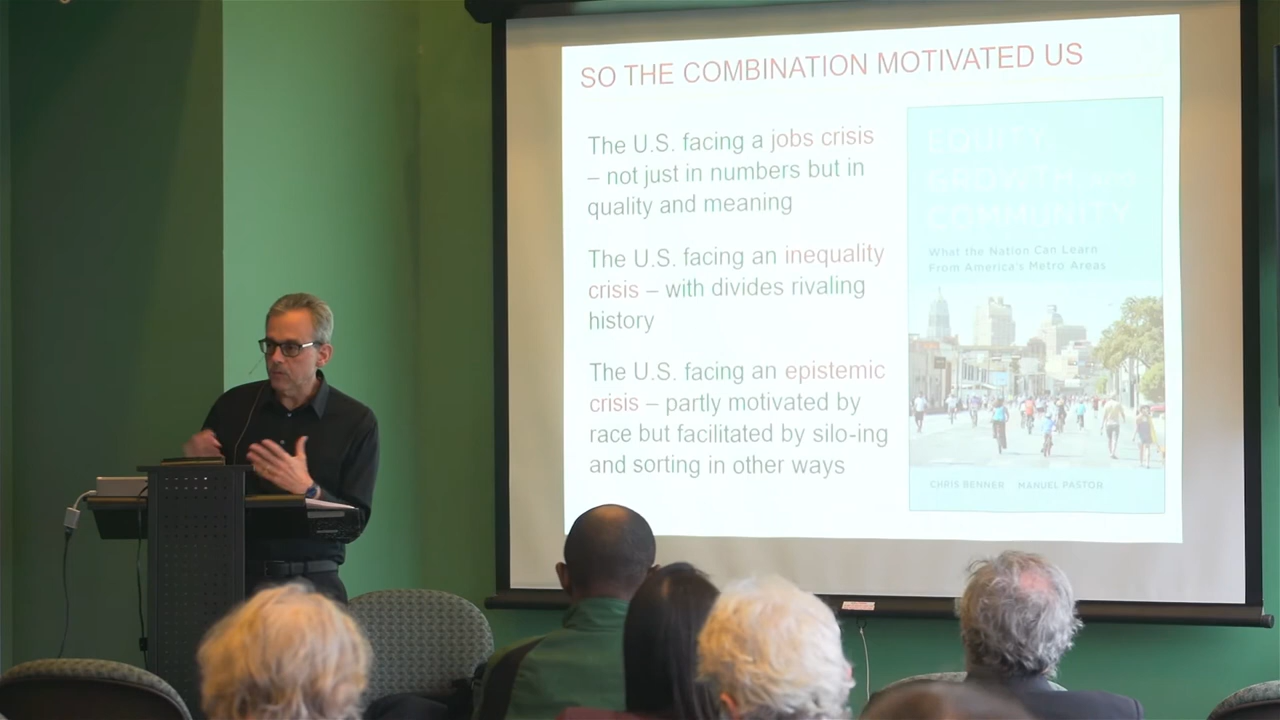 SO THE COMBINATION MOTIVATED US
The U.S. facing a jobs crisis
– not just in numbers but in
quality and meaning
The U.S. facing an inequality
crisis – with divides rivaling
history
The U.S. facing an epistemic
crisis – partly motivated by
race but facilitated by silo-ing
and sorting in other ways
EQUITY,
GROWTH, and
COMMUNITY
What the Nation Can Learn
From America's Metro Areas
CHRIS BENNER MANUEL PASTOR